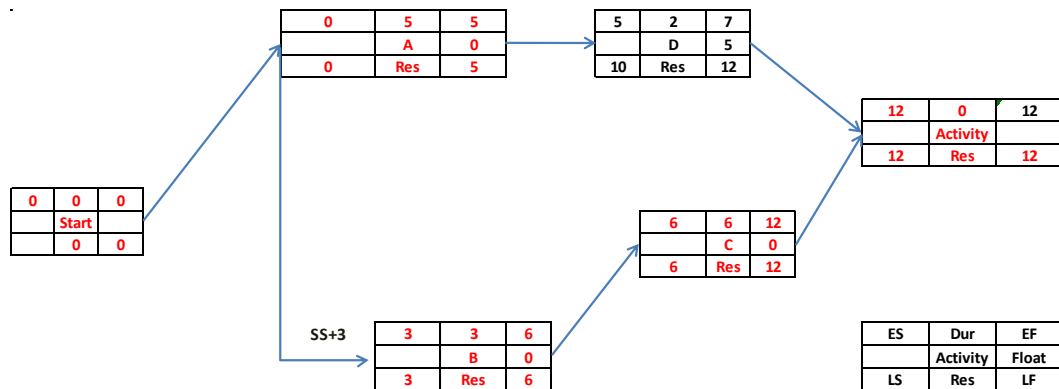 0 5 5
A 0
0 Res 5
5 2 7
D 5
10 Res 12
12 0 12
Activity
12 Res 12
0 0 0
Start
0 0
6 6 12
C 0
6 Res 12
SS+3
3 3 6
B 0
3 Res 6
ES Dur EF
Activity Float
LS Res LF